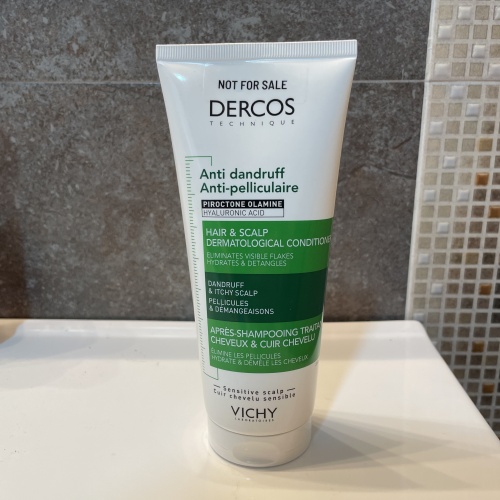 NOT FOR SALE
DERCOS
TECHNIQUE
Anti dandruff
Anti-pelliculaire
PIROCTONE OLAMINE
HYALURONIC ACID
HAIR & SCALP
DERMATOLOGICAL CONDITIONER
ELIMINATES VISIBLE FLAKES
HYDRATES & DETANGLES
DANDRUFF
& ITCHY SCALP
PELLICULES
& DÉMANGEAISONS
APRÈS-SHAMPOOING TRAITA
CHEVEUX & CUIR CHEVELU
ÉLIMINE LES PELLICULES
HYDRATE & DÉMÊLE LES CHEVEUX
Sensitive scalp
Cuir chevelu sensible
VICHY
LABORATOIRES